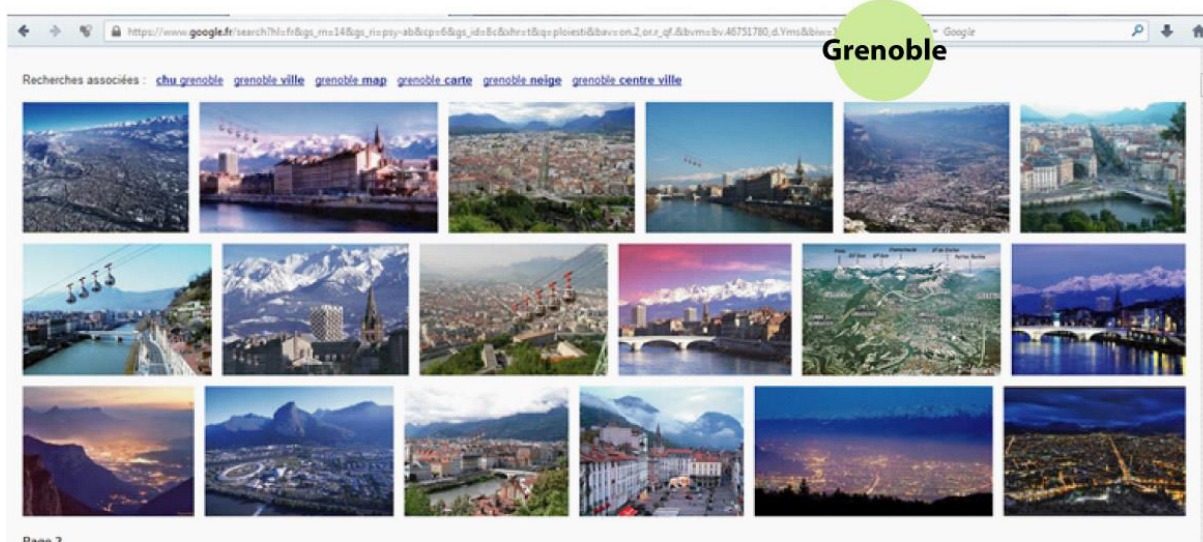 https://www.google.fr/search?hl=fr&gs_rn=14&gs_ri=psy-ab&cp=6&gs_id=8c&xhr=t&q=ploiesti&bav=on.2,or.r_qf.&bvm=bv.46751780,d.Yms&biw= Google
Grenoble
Recherches associées : chu grenoble grenoble ville grenoble map grenoble carte grenoble neige grenoble centre ville
Page 2